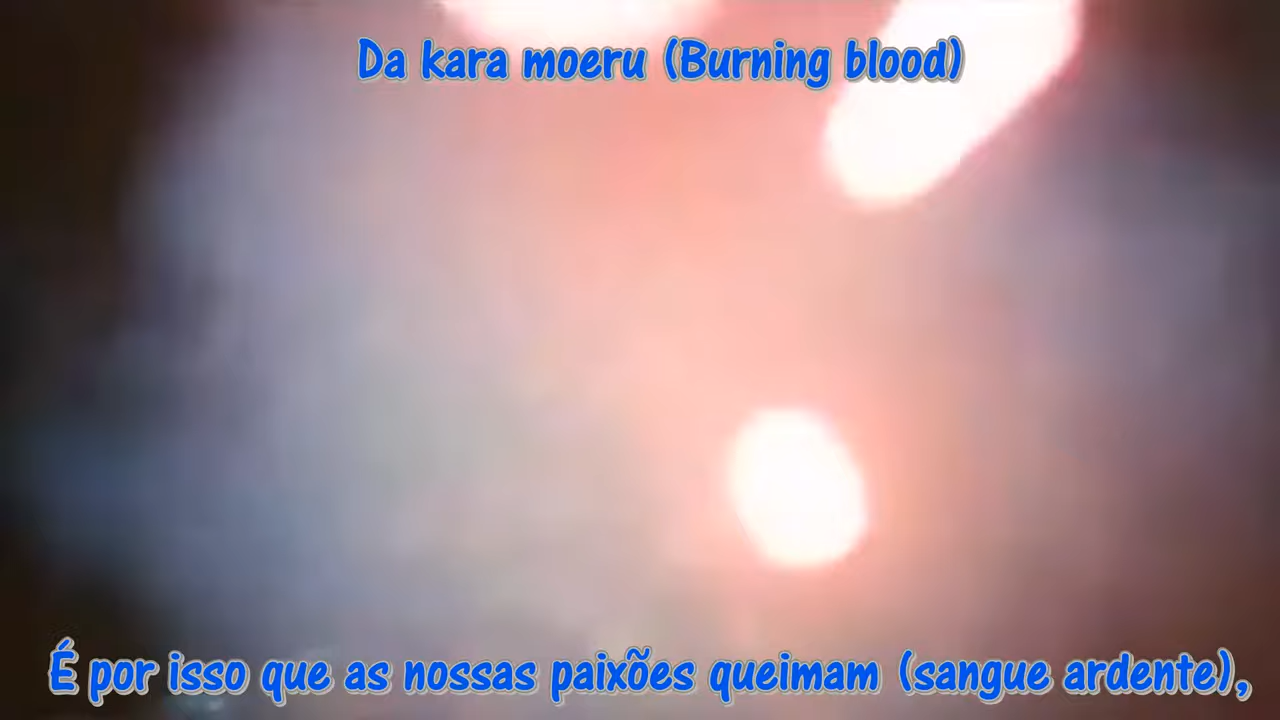 Da kara moeru (Burning blood)
É por isso que as nossas paixões queimam (sangue ardente),